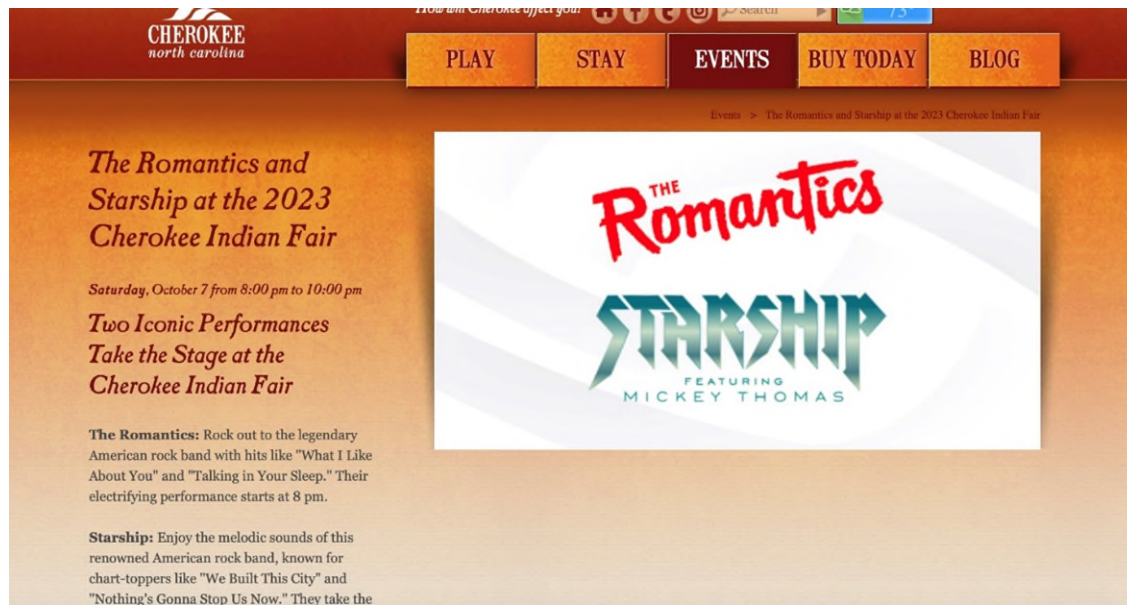 How will Cherokee affect you?
Search
73°
CHEROKEE
north carolina
PLAY
STAY
EVENTS
BUY TODAY
BLOG
Events > The Romantics and Starship at the 2023 Cherokee Indian Fair
The Romantics and
Starship at the 2023
Cherokee Indian Fair
Saturday, October 7 from 8:00 pm to 10:00 pm
Two Iconic Performances
Take the Stage at the
Cherokee Indian Fair
The Romantics: Rock out to the legendary
American rock band with hits like "What I Like
About You" and "Talking in Your Sleep." Their
electrifying performance starts at 8 pm.
Starship: Enjoy the melodic sounds of this
renowned American rock band, known for
chart-toppers like "We Built This City" and
"Nothing's Gonna Stop Us Now." They take the
THE
Romantics
STARSHIP
FEATURING
MICKEY THOMAS